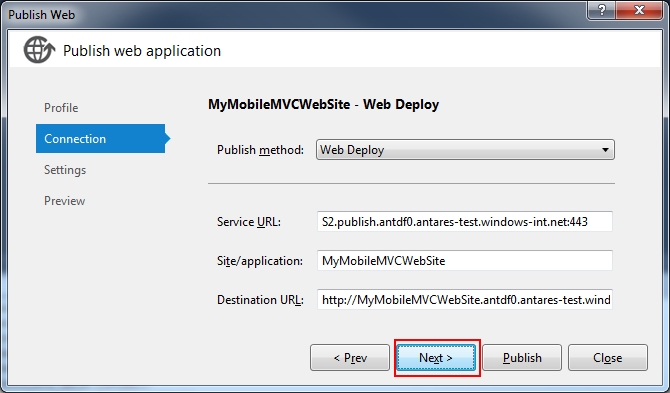 Publish Web
?
Publish web application
Profile
Connection
Settings
Preview
MyMobileMVCWebSite - Web Deploy
Publish method: Web Deploy
Service URL: S2.publish.antdf0.antares-test.windows-int.net:443
Site/application: MyMobileMVCWebSite
Destination URL: http://MyMobileMVCWebSite.antdf0.antares-test.wind
< Prev Next > Publish Close